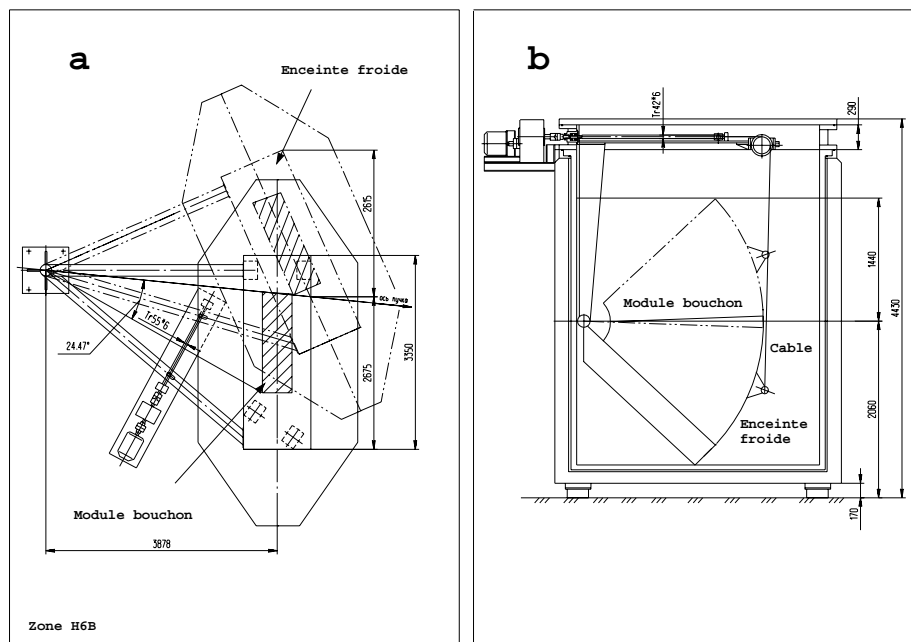 a
Enceinte froide
2615
ось пучка
Tr55*6
24.47°
3350
2675
Module bouchon
3878
Zone H6B
b
Tr42*6
290
1440
Module bouchon
4430
Cable
2060
Enceinte
froide
170